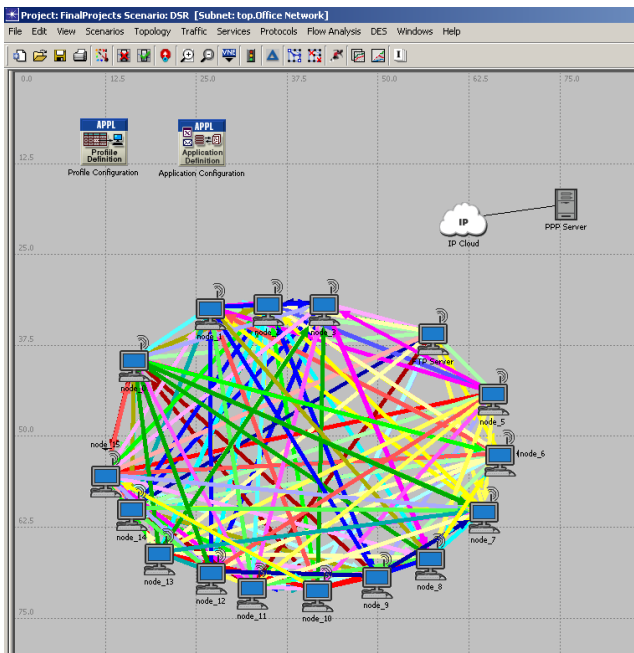 Project: FinalProjects Scenario: DSR [Subnet: top.Office Network]
File Edit View Scenarios Topology Traffic Services Protocols Flow Analysis DES Windows Help
0.0 12.5 25.0 37.5 50.0 62.5 75.0
APPL
Profile
Definition
Profile Configuration
APPL
Application
Definition
Application Configuration
12.5
IP
IP Cloud
PPP Server
25.0
node_1
37.5
Server
node_0
node_5
50.0
node_15
node_6
node_14
62.5
node_7
node_13
node_8
node_12
node_9
node_11
node_10
75.0